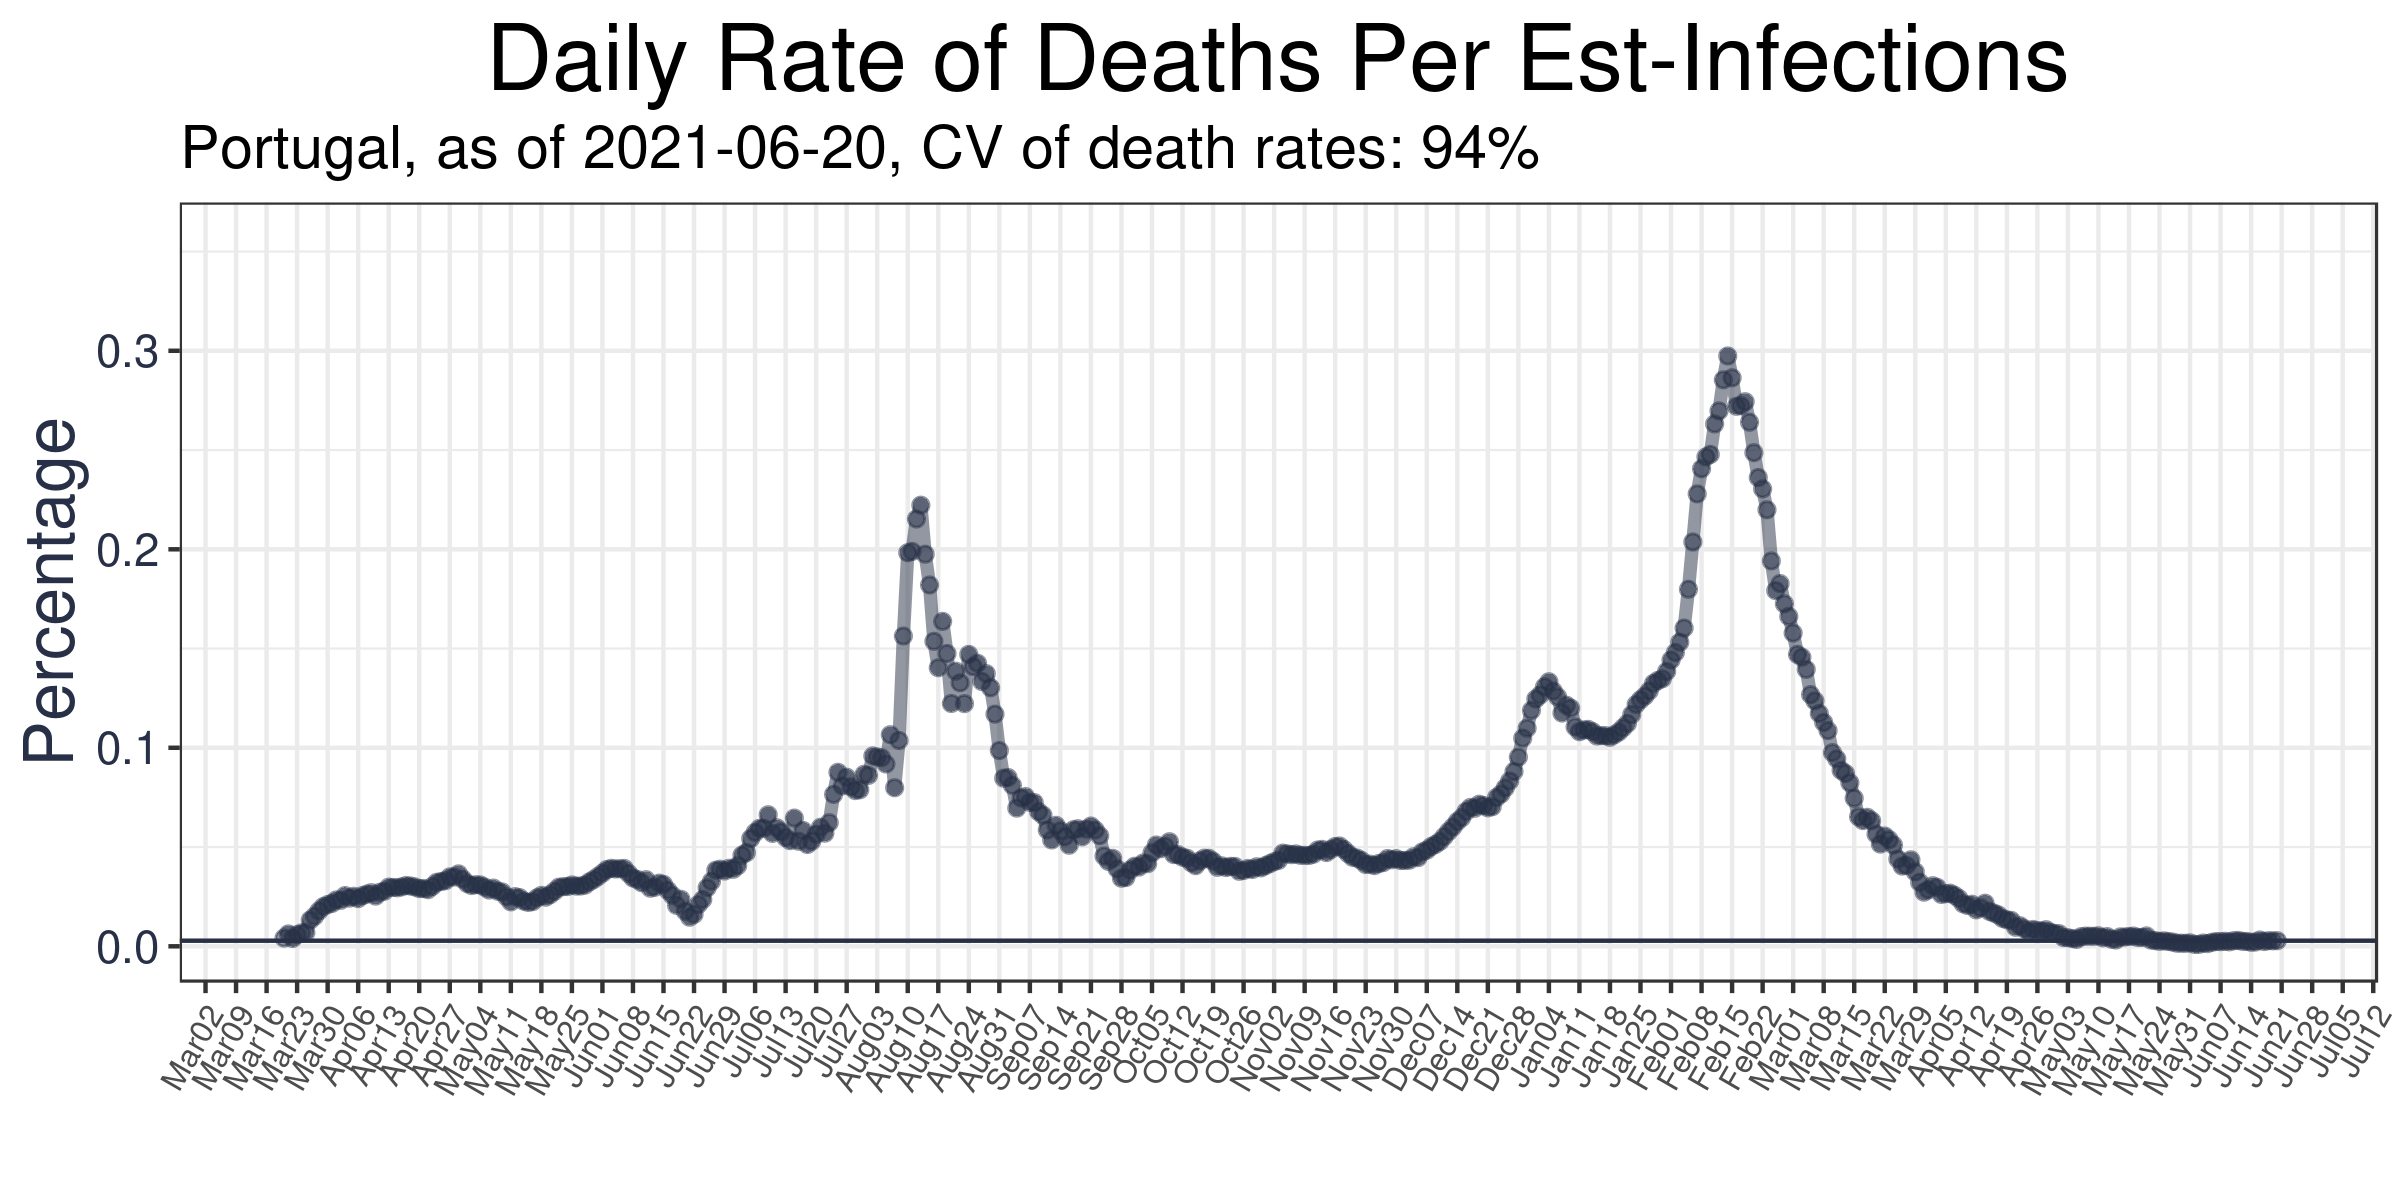 Daily Rate of Deaths Per Est-Infections
Portugal, as of 2021-06-20, CV of death rates: 94%
Percentage
0.3
0.2
0.1
0.0
Mar02
Mar09
Mar16
Mar23
Mar30
Apr06
Apr13
Apr20
Apr27
May04
May11
May18
May25
Jun01
Jun08
Jun15
Jun22
Jun29
Jul06
Jul13
Jul20
Jul27
Aug03
Aug10
Aug17
Aug24
Aug31
Sep07
Sep14
Sep21
Sep28
Oct05
Oct12
Oct19
Oct26
Nov02
Nov09
Nov16
Nov23
Nov30
Dec07
Dec14
Dec21
Dec28
Jan04
Jan11
Jan18
Jan25
Feb01
Feb08
Feb15
Feb22
Mar01
Mar08
Mar15
Mar22
Mar29
Apr05
Apr12
Apr19
Apr26
May03
May10
May17
May24
May31
Jun07
Jun14
Jun21
Jun28
Jul05
Jul12